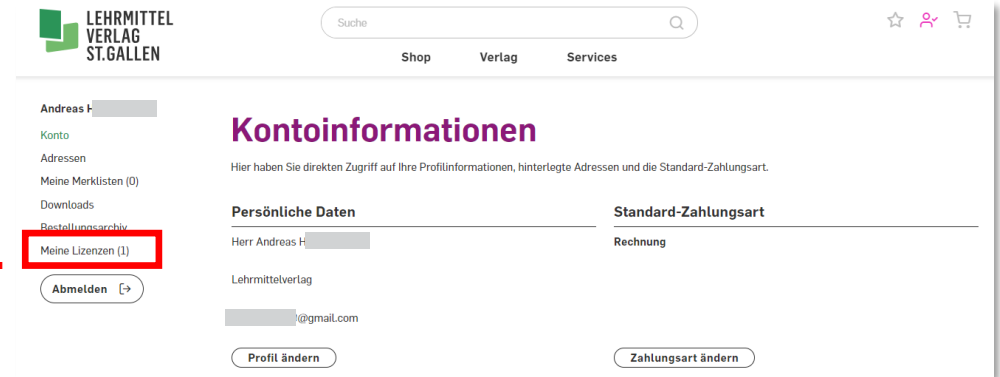 LEHRMITTEL
VERLAG
ST.GALLEN
Suche
Shop Verlag Services
Andreas H
Konto
Adressen
Meine Merklisten (0)
Downloads
Bestellungsarchiv
Meine Lizenzen (1)
Abmelden
Kontoinformationen
Hier haben Sie direkten Zugriff auf Ihre Profilinformationen, hinterlegte Adressen und die Standard-Zahlungsart.
Persönliche Daten
Herr Andreas H
Lehrmittelverlag
@gmail.com
Profil ändern
Standard-Zahlungsart
Rechnung
Zahlungsart ändern